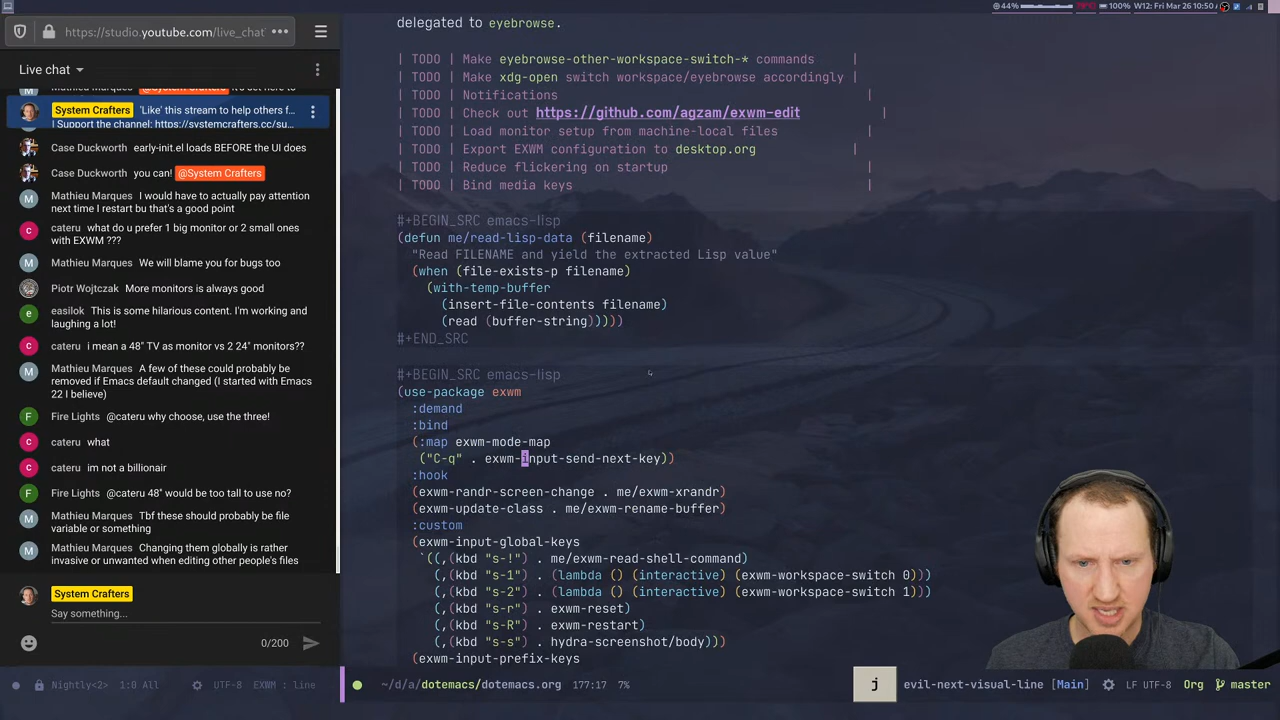 44%
100%
W12: Fri Mar 26 10:50 A
https://studio.youtube.com/live_chat
Live chat
Mathieu Marques @System Crafters it's set here to
System Crafters 'Like' this stream to help others f...
| Support the channel: https://systemcrafters.cc/su...
Case Duckworth early-init.el loads BEFORE the UI does
Case Duckworth you can! @System Crafters
M
Mathieu Marques I would have to actually pay attention
next time I restart bu that's a good point
c
cateru what do u prefer 1 big monitor or 2 small ones
with EXWM ???
M
Mathieu Marques We will blame you for bugs too
Piotr Wojtczak More monitors is always good
e
easilok This is some hilarious content. I'm working and
laughing a lot!
c
cateru i mean a 48" TV as monitor vs 2 24" monitors??
M
Mathieu Marques A few of these could probably be
removed if Emacs default changed (I started with Emacs
22 I believe)
F
Fire Lights @cateru why choose, use the three!
c
cateru what
c
cateru im not a billionair
F
Fire Lights @cateru 48" would be too tall to use no?
M
Mathieu Marques Tbf these should probably be file
variable or something
M
Mathieu Marques Changing them globally is rather
invasive or unwanted when editing other people's files
System Crafters
Say something...
0/200
Nightly<2> 1:0 All UTF-8 EXWM : line
delegated to eyebrowse.
| TODO | Make eyebrowse-other-workspace-switch-* commands |
| TODO | Make xdg-open switch workspace/eyebrowse accordingly |
| TODO | Notifications |
| TODO | Check out https://github.com/agzam/exwm-edit |
| TODO | Load monitor setup from machine-local files |
| TODO | Export EXWM configuration to desktop.org |
| TODO | Reduce flickering on startup |
| TODO | Bind media keys |
#+BEGIN_SRC emacs-lisp
(defun me/read-lisp-data (filename)
"Read FILENAME and yield the extracted Lisp value"
(when (file-exists-p filename)
(with-temp-buffer
(insert-file-contents filename)
(read (buffer-string)))))
#+END_SRC
#+BEGIN_SRC emacs-lisp
(use-package exwm
:demand
:bind
(:map exwm-mode-map
("C-q" . exwm-input-send-next-key))
:hook
(exwm-randr-screen-change . me/exwm-xrandr)
(exwm-update-class . me/exwm-rename-buffer)
:custom
(exwm-input-global-keys
`((,(kbd "s-!") . me/exwm-read-shell-command)
(,(kbd "s-1") . (lambda () (interactive) (exwm-workspace-switch 0)))
(,(kbd "s-2") . (lambda () (interactive) (exwm-workspace-switch 1)))
(,(kbd "s-r") . exwm-reset)
(,(kbd "s-R") . exwm-restart)
(,(kbd "s-s") . hydra-screenshot/body)))
(exwm-input-prefix-keys
~/d/a/dotemacs/dotemacs.org 177:17 7%
j
evil-next-visual-line [Main] LF UTF-8 Org master